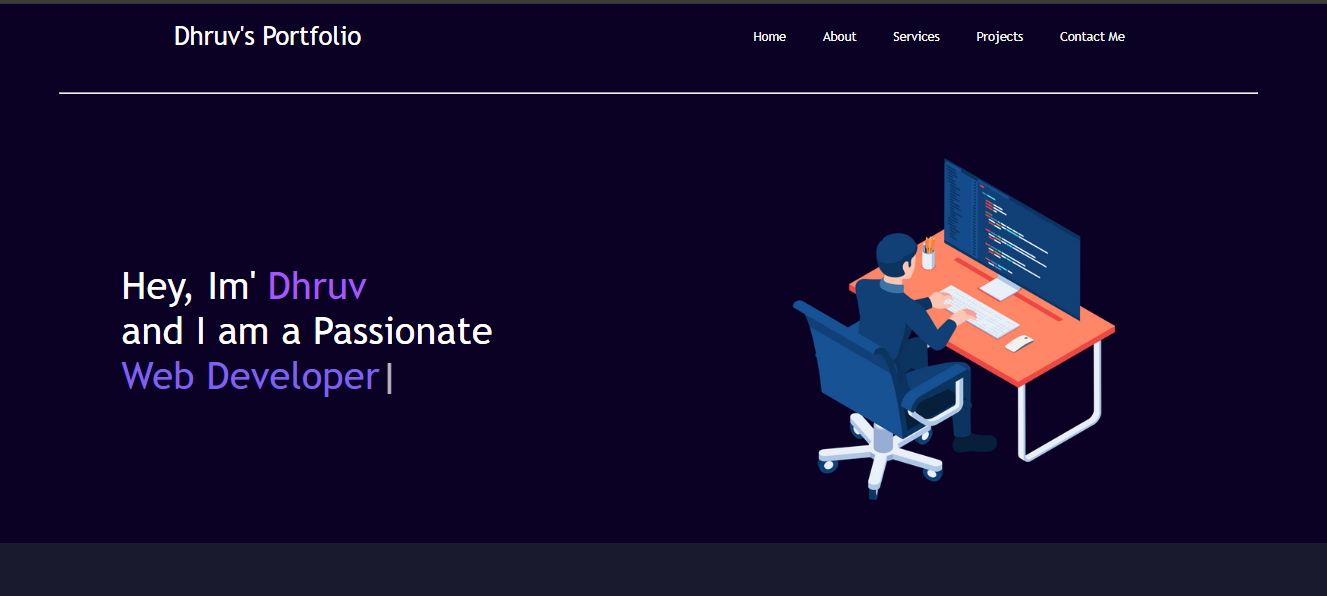 Dhruv's Portfolio
Home About Services Projects Contact Me
Hey, Im' Dhruv
and I am a Passionate
Web Developer|